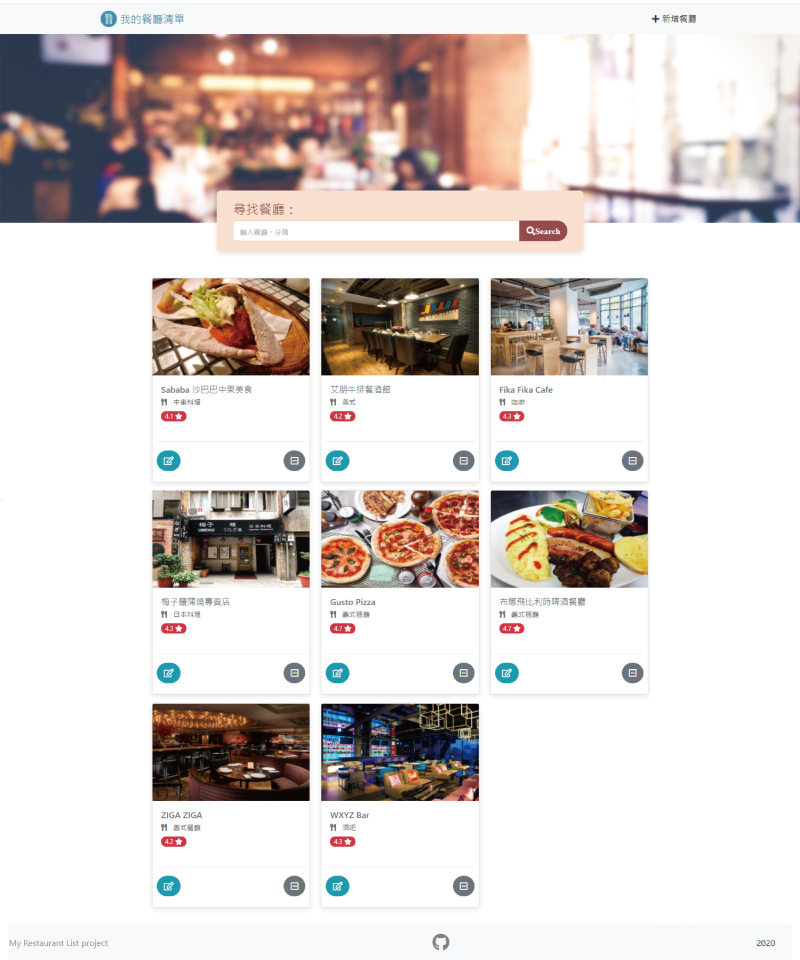 我的餐廳清單
新增餐廳
尋找餐廳：
輸入餐廳、分類
Search
Sababa 沙巴巴中東美食
中東料理
4.1
艾朋牛排餐酒館
美式
4.2
Fika Fika Cafe
咖啡
4.3
梅子鰻蒲燒專賣店
日本料理
4.3
Gusto Pizza
義式餐廳
4.7
布娜飛比利時啤酒餐廳
義式餐廳
4.7
ZIGA ZIGA
義式餐廳
4.2
WXYZ Bar
酒吧
4.3
My Restaurant List project
2020